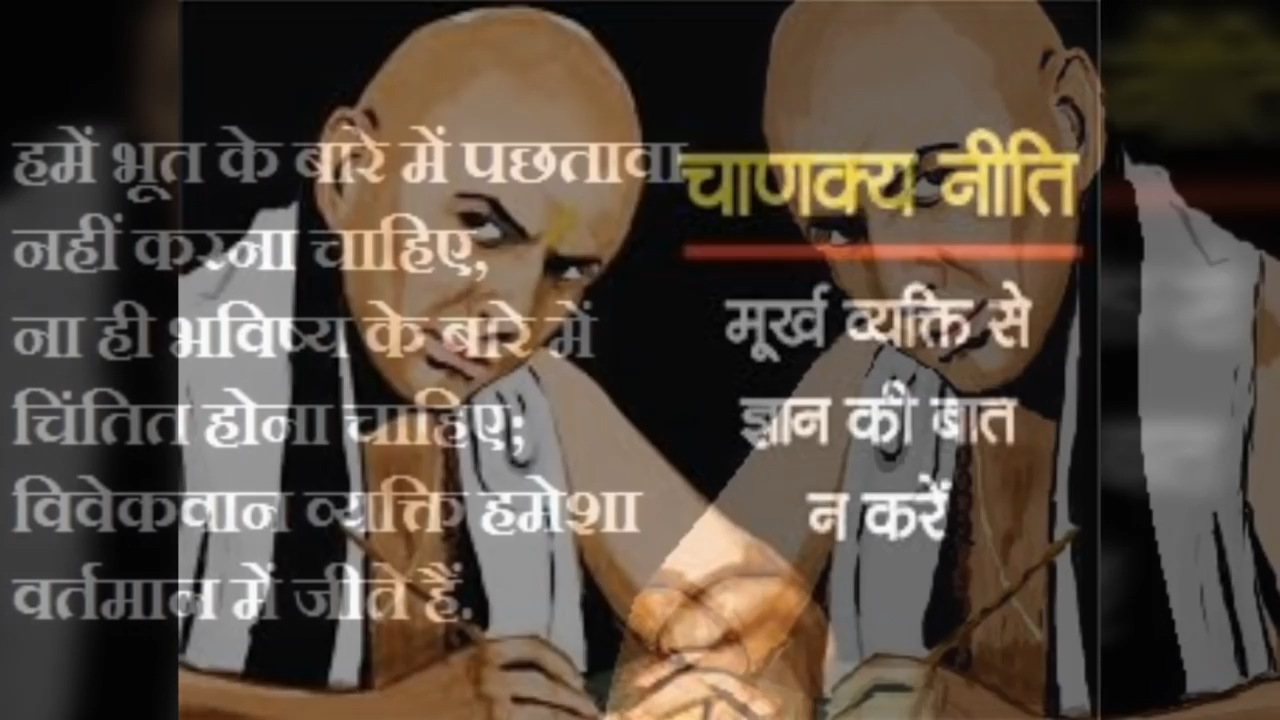 हमें भूत के बारे में पछतावा
नहीं करना चाहिए,
ना ही भविष्य के बारे में
चिंतित होना चाहिए;
विवेकवान व्यक्ति हमेशा
वर्तमान में जीते हैं.
चाणक्य नीति
मूर्ख व्यक्ति से
ज्ञान की बात
न करें